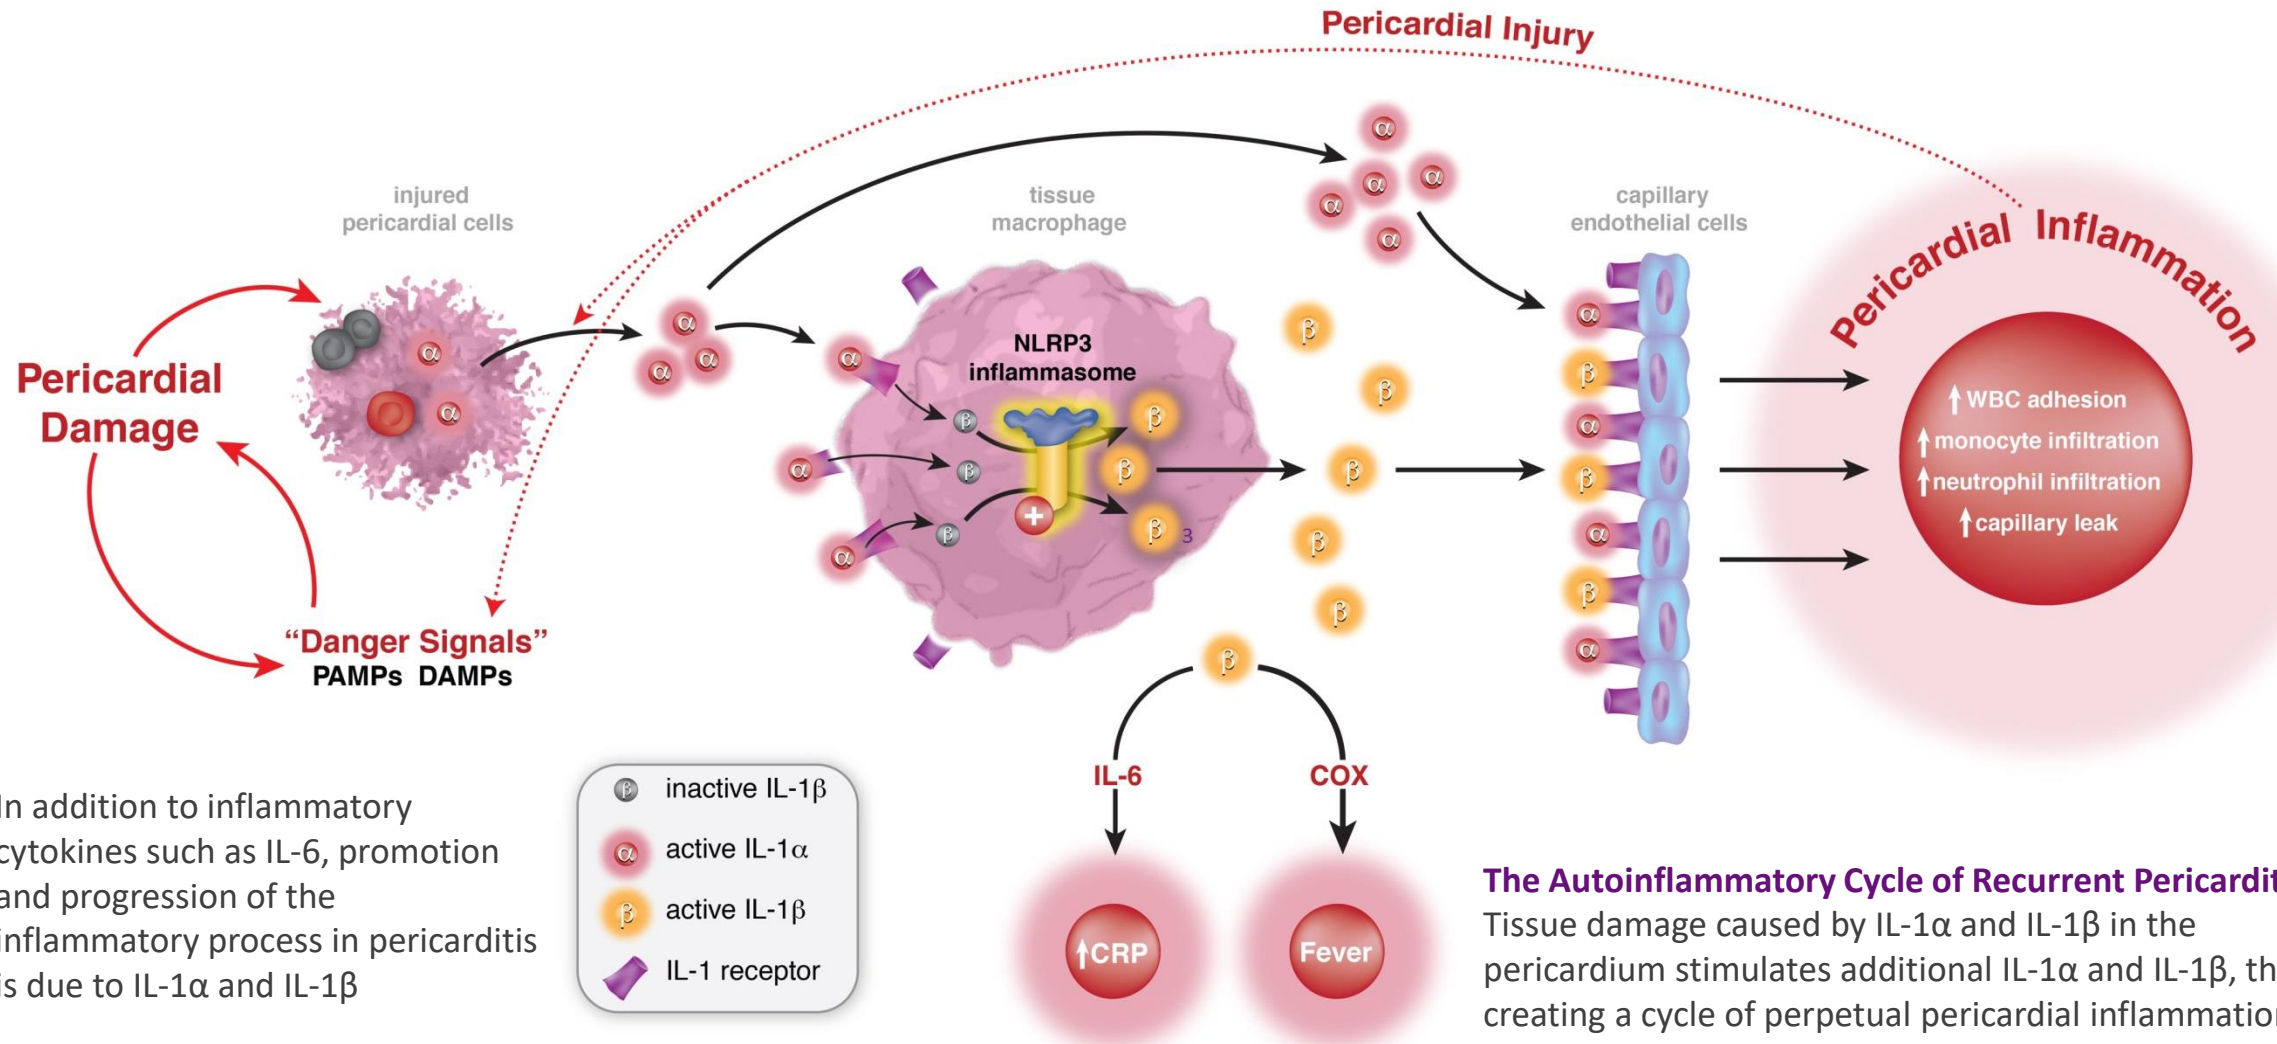 Pericardial Injury
injured
pericardial cells
tissue
macrophage
capillary
endothelial cells
Pericardial Inflammation
α
α
α
α
α
α
α
α
α
α
NLRP3
inflammasome
α
α
α
β
β
β
+
β
β
β
3
β
β
β
β
β
β
α
β
α
β
α
β
α
↑WBC adhesion
↑monocyte infiltration
↑neutrophil infiltration
↑capillary leak
Pericardial
Damage
“Danger Signals”
PAMPs DAMPs
IL-6
COX
↑CRP
Fever
β inactive IL-1β
α active IL-1α
β active IL-1β
IL-1 receptor
In addition to inflammatory
cytokines such as IL-6, promotion
and progression of the
inflammatory process in pericarditis
is due to IL-1α and IL-1β
The Autoinflammatory Cycle of Recurrent
Tissue damage caused by IL-1α and IL-1β in the
pericardium stimulates additional IL-1α and IL-1β,
creating a cycle of perpetual pericardial inflammation